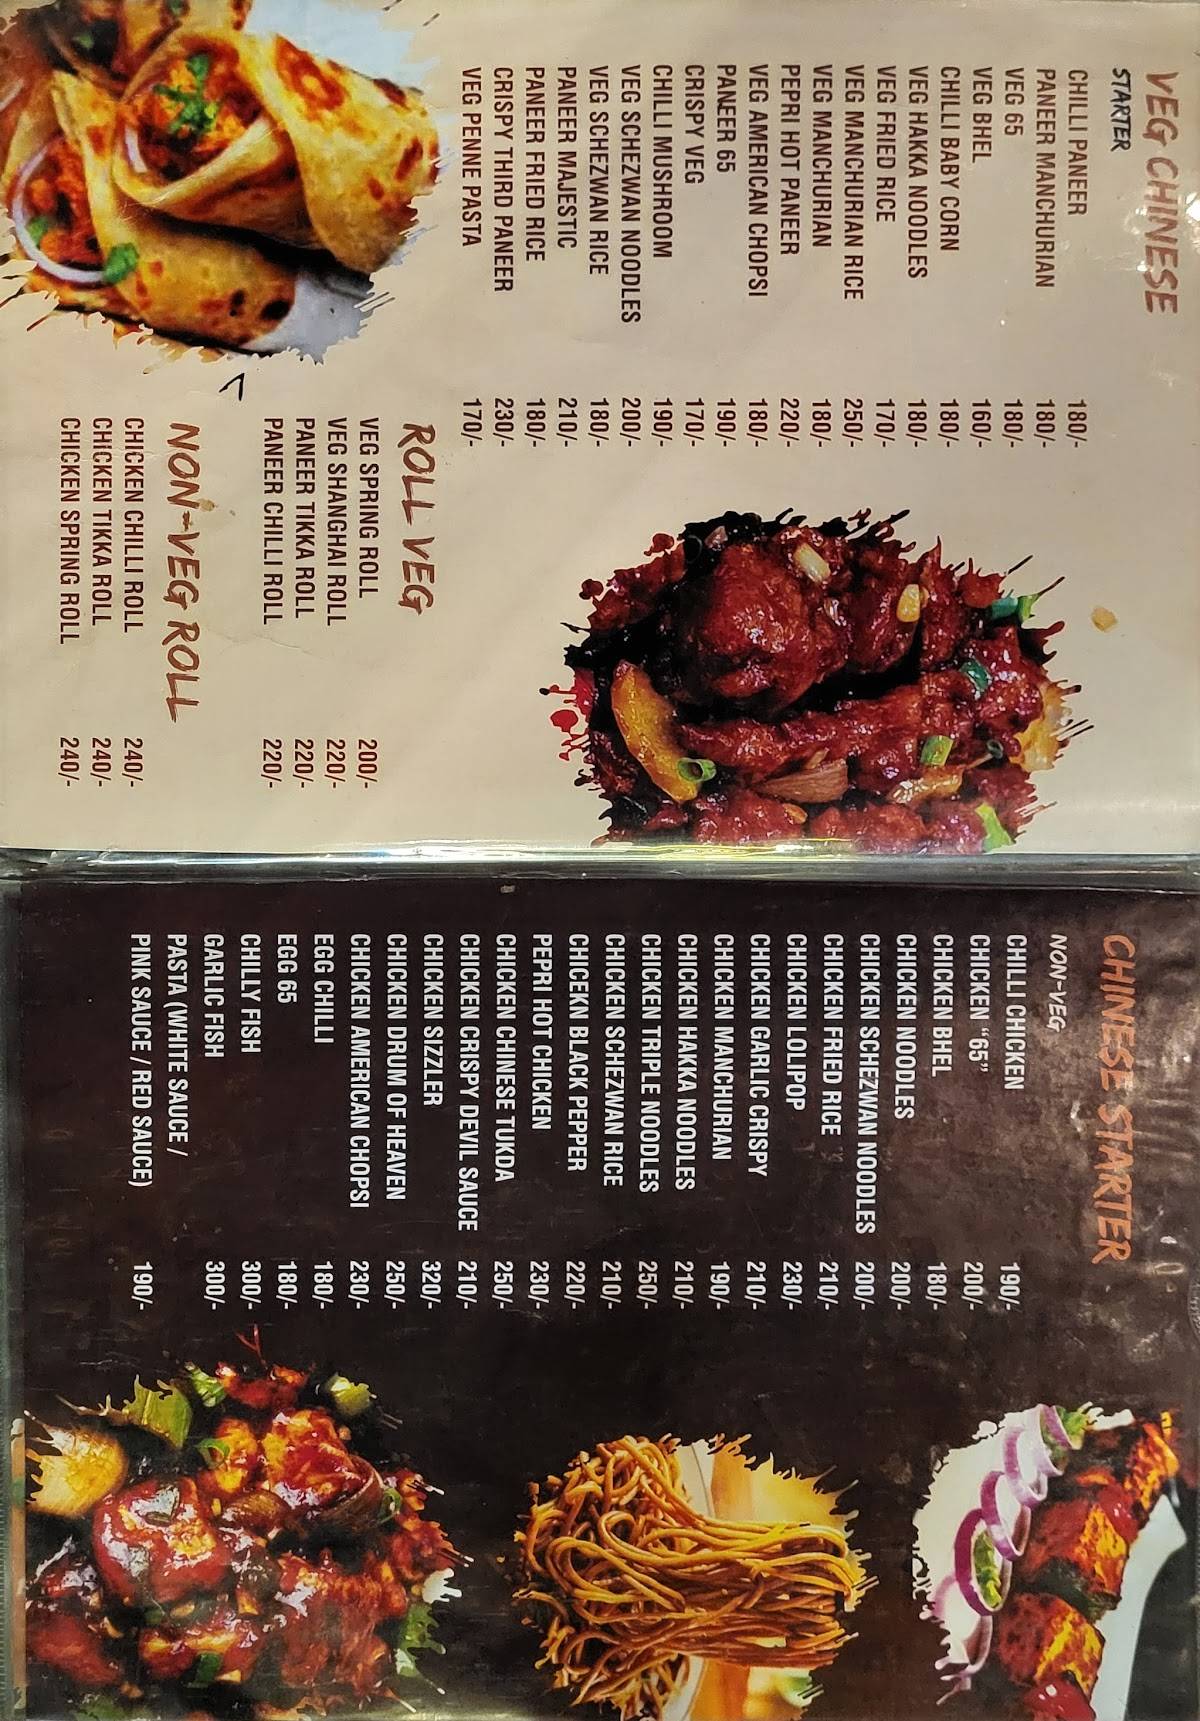 VEG CHINESE
STARTER
CHILLI PANEER 180/-
PANEER MANCHURIAN 180/-
VEG 65 180/-
VEG BHEL 160/-
CHILLI BABY CORN 180/-
VEG HAKKA NOODLES 180/-
VEG FRIED RICE 170/-
VEG MANCHURIAN RICE 250/-
VEG MANCHURIAN 180/-
PEPRI HOT PANEER 220/-
VEG AMERICAN CHOPSI 180/-
PANEER 65 190/-
CRISPY VEG 170/-
CHILLI MUSHROOM 190/-
VEG SCHEZWAN NOODLES 200/-
VEG SCHEZWAN RICE 180/-
PANEER MAJESTIC 210/-
PANEER FRIED RICE 180/-
CRISPY THIRD PANEER 230/-
VEG PENNE PASTA 170/-
ROLL VEG
VEG SPRING ROLL 200/-
VEG SHANGHAI ROLL 220/-
PANEER TIKKA ROLL 220/-
PANEER CHILLI ROLL 220/-
NON-VEG ROLL
CHICKEN CHILLI ROLL 240/-
CHICKEN TIKKA ROLL 240/-
CHICKEN SPRING ROLL 240/-
CHINESE STARTER
NON-VEG
CHILLI CHICKEN 190/-
CHICKEN “65” 200/-
CHICKEN BHEL 180/-
CHICKEN NOODLES 200/-
CHICKEN SCHEZWAN NOODLES 200/-
CHICKEN FRIED RICE 210/-
CHICKEN LOLIPOP 230/-
CHICKEN GARLIC CRISPY 210/-
CHICKEN MANCHURIAN 190/-
CHICKEN HAKKA NOODLES 210/-
CHICKEN TRIPLE NOODLES 250/-
CHICKEN SCHEZWAN RICE 210/-
CHICEKN BLACK PEPPER 220/-
PEPRI HOT CHICKEN 230/-
CHICKEN CHINESE TUKDA 250/-
CHICKEN CRISPY DEVIL SAUCE 210/-
CHICKEN SIZZLER 320/-
CHICKEN DRUM OF HEAVEN 250/-
CHICKEN AMERICAN CHOPSI 230/-
EGG CHILLI 180/-
EGG 65 180/-
CHILLY FISH 300/-
GARLIC FISH 300/-
PASTA (WHITE SAUCE /
PINK SAUCE / RED SAUCE) 190/-